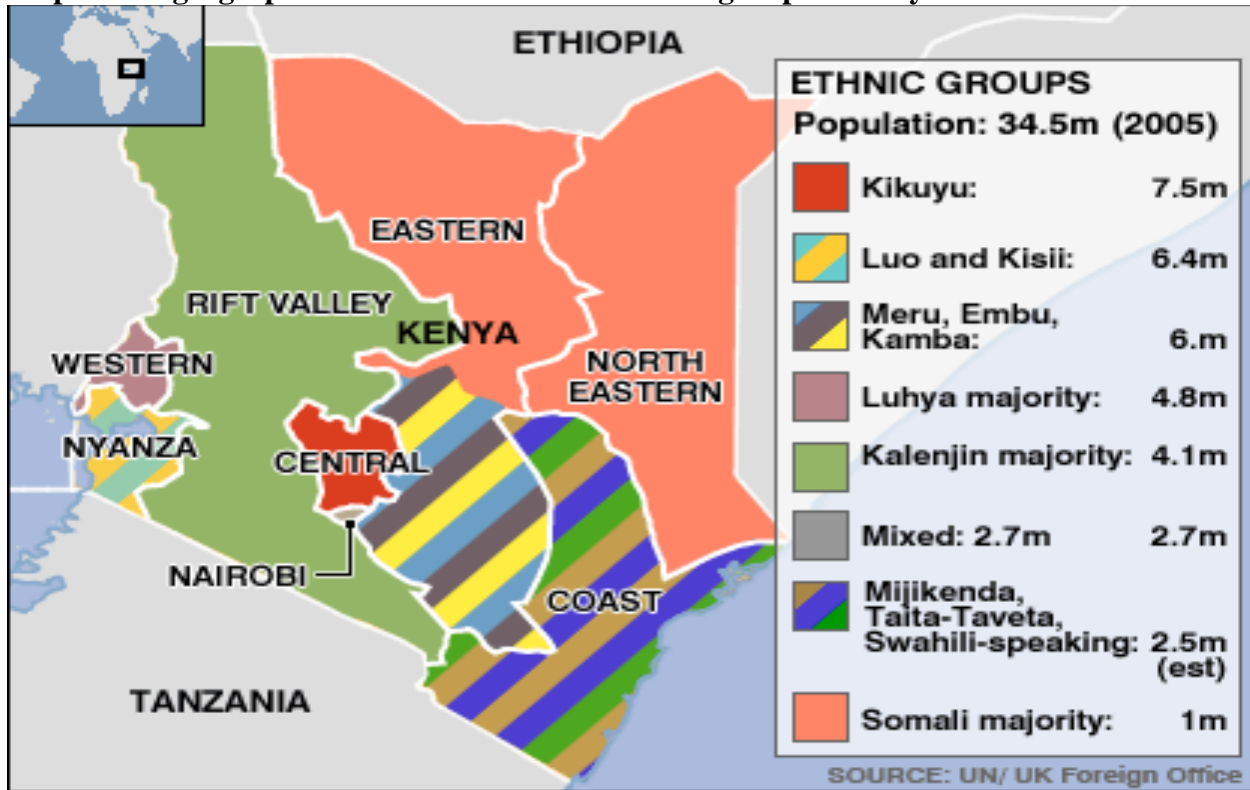 ETHIOPIA
ETHNIC GROUPS
Population: 34.5m (2005)
Kikuyu: 7.5m
Luo and Kisii: 6.4m
Meru, Embu,
Kamba: 6.m
Luhya majority: 4.8m
Kalenjin majority: 4.1m
Mixed: 2.7m 2.7m
Mijikenda,
Taita-Taveta,
Swahili-speaking: 2.5m
(est)
Somali majority: 1m
SOURCE: UN/ UK Foreign Office
EASTERN
RIFT VALLEY
KENYA
WESTERN
NORTH
EASTERN
NYANZA
CENTRAL
NAIROBI
COAST
TANZANIA